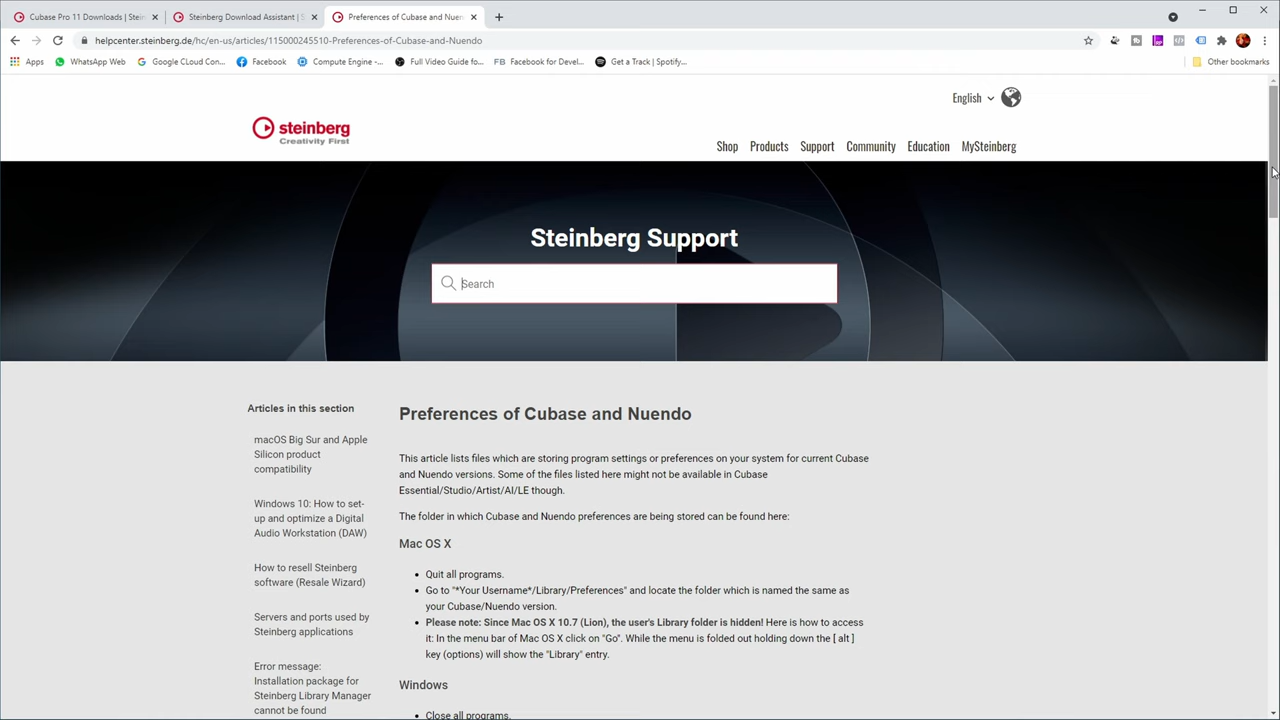 Cubase Pro 11 Downloads | Stein
Steinberg Download Assistant | S
Preferences of Cubase and Nuen
helpcenter.steinberg.de/hc/en-us/articles/115000245510-Preferences-of-Cubase-and-Nuendo
Apps
WhatsApp Web
Google CLoud Con...
Facebook
Compute Engine -...
Full Video Guide fo...
FB Facebook for Devel...
Get a Track | Spotify...
Other bookmarks
English
steinberg
Creativity First
Shop Products Support Community Education MySteinberg
Steinberg Support
Search
Articles in this section
macOS Big Sur and Apple
Silicon product
compatibility
Windows 10: How to set-
up and optimize a Digital
Audio Workstation (DAW)
How to resell Steinberg
software (Resale Wizard)
Servers and ports used by
Steinberg applications
Error message:
Installation package for
Steinberg Library Manager
cannot be found
Preferences of Cubase and Nuendo
This article lists files which are storing program settings or preferences on your system for current Cubase
and Nuendo versions. Some of the files listed here might not be available in Cubase
Essential/Studio/Artist/AI/LE though.
The folder in which Cubase and Nuendo preferences are being stored can be found here:
Mac OS X
• Quit all programs.
• Go to "*Your Username*/Library/Preferences" and locate the folder which is named the same as
your Cubase/Nuendo version.
• Please note: Since Mac OS X 10.7 (Lion), the user's Library folder is hidden! Here is how to access
it: In the menu bar of Mac OS X click on "Go". While the menu is folded out holding down the [ alt ]
key (options) will show the "Library" entry.
Windows
• Close all programs.